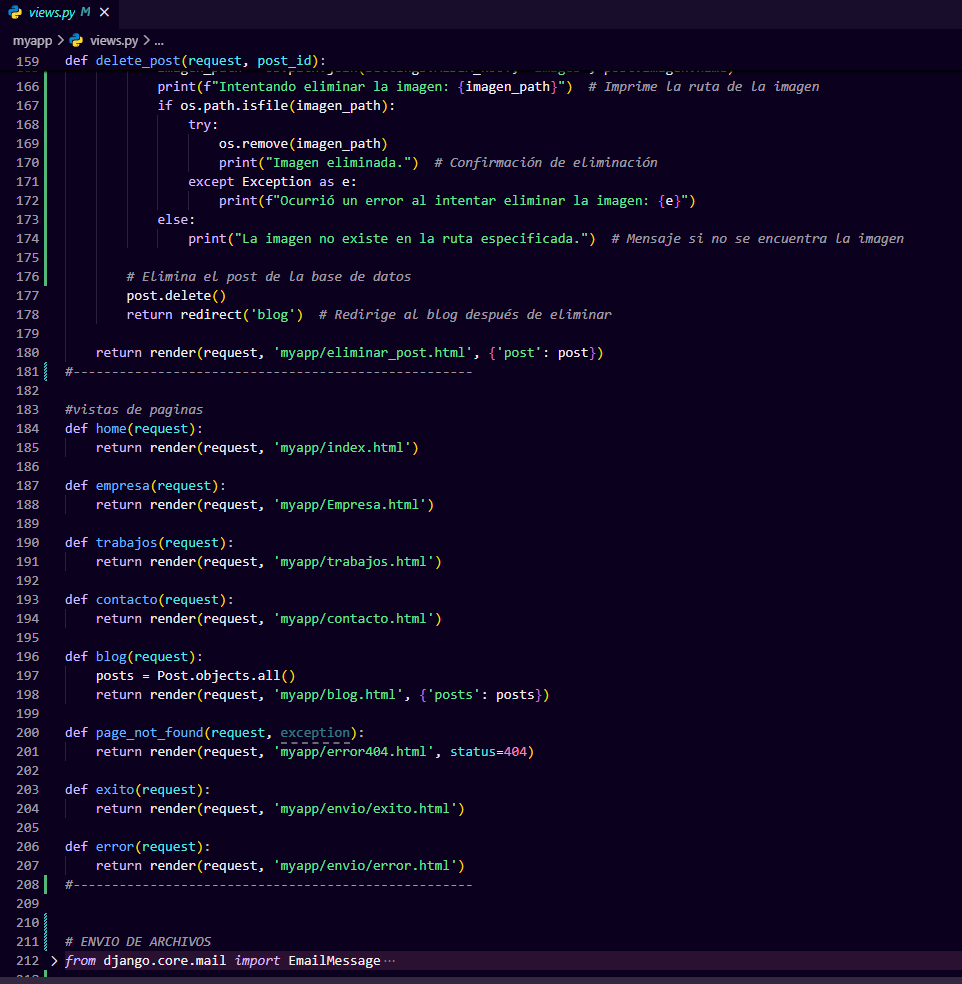 views.py M ×
myapp > views.py > ...
159 def delete_post(request, post_id):
166 print(f"Intentando eliminar la imagen: {imagen_path}")  # Imprime la ruta de la imagen
167 if os.path.isfile(imagen_path):
168 try:
169 os.remove(imagen_path)
170 print("Imagen eliminada.")  # Confirmación de eliminación
171 except Exception as e:
172 print(f"Ocurrió un error al intentar eliminar la imagen: {e}")
173 else:
174 print("La imagen no existe en la ruta especificada.")  # Mensaje si no se encuentra la imagen
175
176 # Elimina el post de la base de datos
177 post.delete()
178 return redirect('blog')  # Redirige al blog después de eliminar
179
180 return render(request, 'myapp/eliminar_post.html', {'post': post})
181 #----------------------------------------------------
182
183 #vistas de paginas
184 def home(request):
185 return render(request, 'myapp/index.html')
186
187 def empresa(request):
188 return render(request, 'myapp/Empresa.html')
189
190 def trabajos(request):
191 return render(request, 'myapp/trabajos.html')
192
193 def contacto(request):
194 return render(request, 'myapp/contacto.html')
195
196 def blog(request):
197 posts = Post.objects.all()
198 return render(request, 'myapp/blog.html', {'posts': posts})
199
200 def page_not_found(request, exception):
201 return render(request, 'myapp/error404.html', status=404)
202
203 def exito(request):
204 return render(request, 'myapp/envio/exito.html')
205
206 def error(request):
207 return render(request, 'myapp/envio/error.html')
208 #----------------------------------------------------
209
210
211 # ENVIO DE ARCHIVOS
212 > from django.core.mail import EmailMessage ···